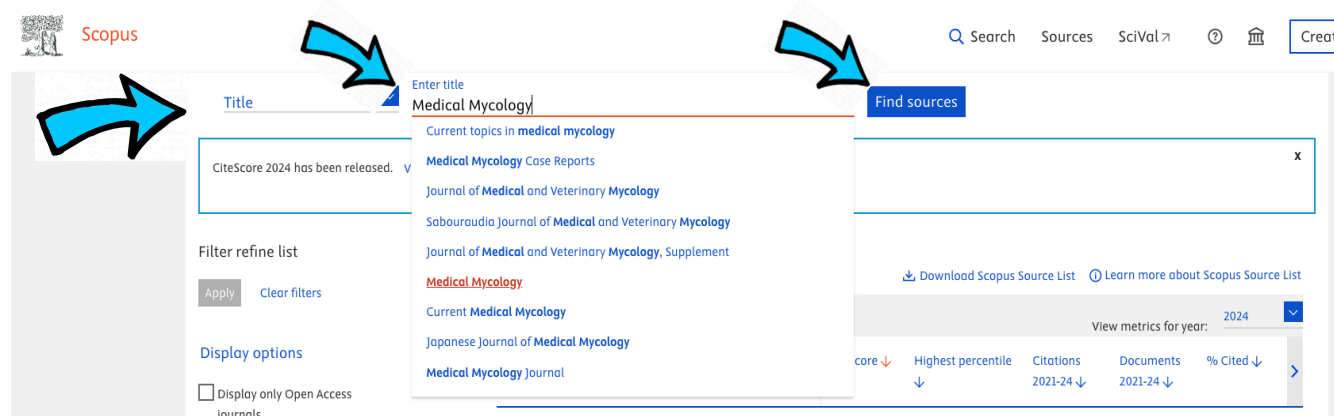 Scopus
Search
Sources
SciVal
Creat
Title
Enter title
Medical Mycology
Find sources
Current topics in medical mycology
Medical Mycology Case Reports
Journal of Medical and Veterinary Mycology
Sabouraudia Journal of Medical and Veterinary Mycology
Journal of Medical and Veterinary Mycology, Supplement
Medical Mycology
Current Medical Mycology
Japanese Journal of Medical Mycology
Medical Mycology Journal
CiteScore 2024 has been released. V
x
Filter refine list
Apply
Clear filters
Display options
Display only Open Access
journals
Download Scopus Source List
Learn more about Scopus Source List
View metrics for year:
2024
core
Highest percentile
Citations
2021-24
Documents
2021-24
% Cited